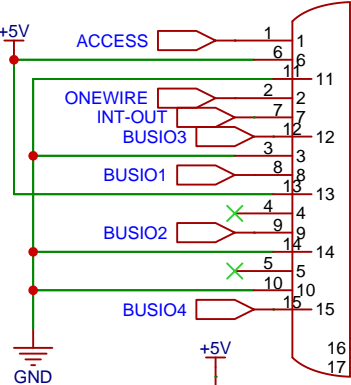 +5V
ACCESS 1 1
6 6
11 11
ONEWIRE 2 2
INT-OUT 7 7
BUSIO3 12 12
3 3
BUSIO1 8 8
13 13
4 4
BUSIO2 9 9
14 14
5 5
10 10
BUSIO4 15 15
+5V 16
GND 17